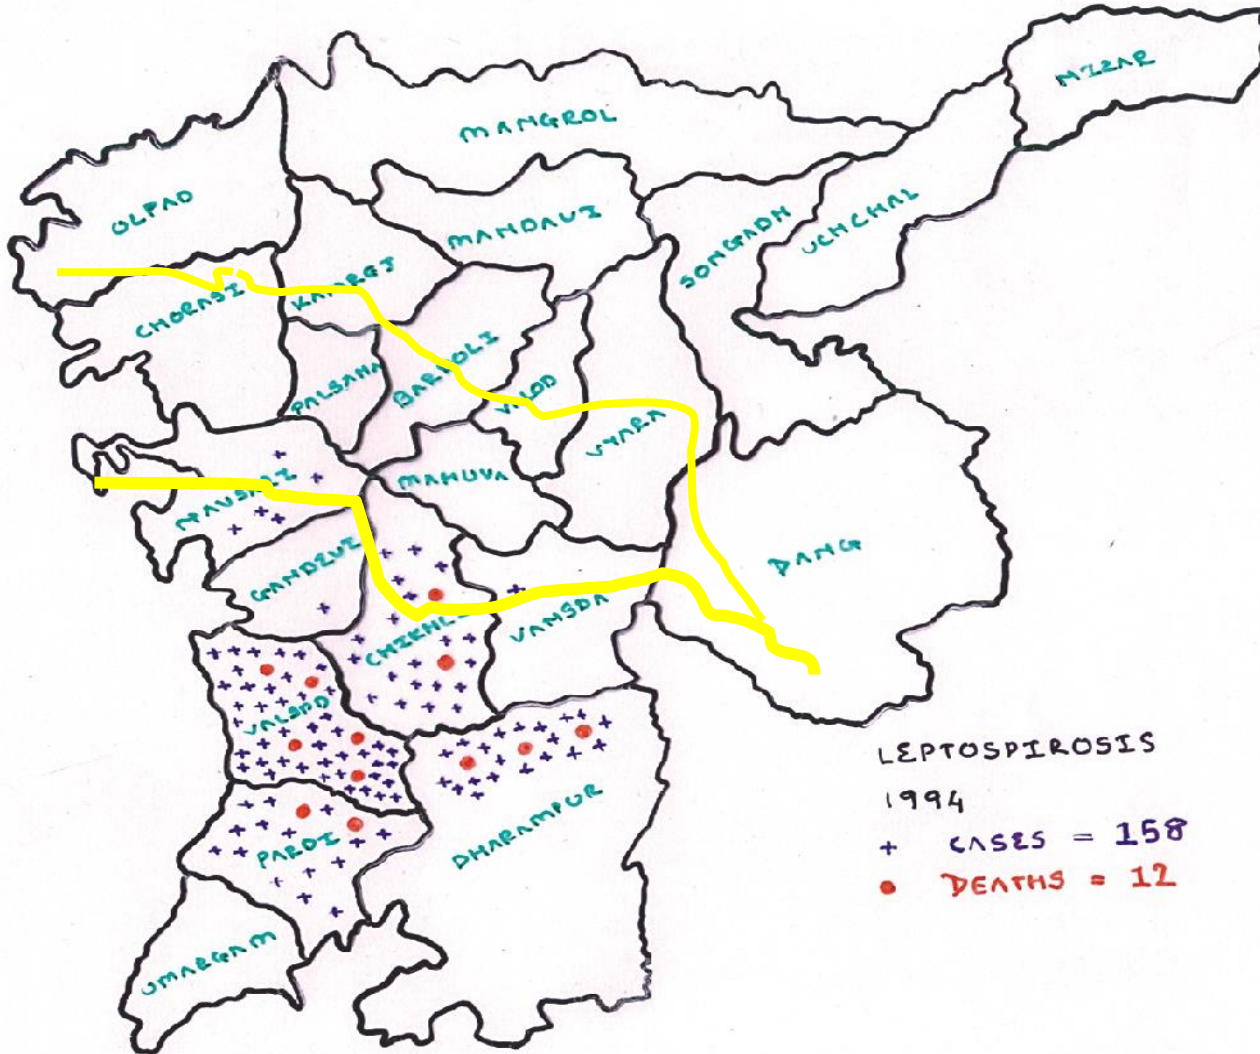 MIZAR
MANGROL
OLPAD
MANDAVI
SONGADH
UCHCHAL
KAMREJ
CHORASI
PALSANA
BARDOLI
VALOD
VYARA
MAHUVA
NAVSARI
GANDEVI
DANG
VANSDA
CHIKHL
VALSAD
LEPTOSPIROSIS
1994
+ CASES = 158
DEATHS = 12
DHARAMPUR
PARDI
UMARGAM